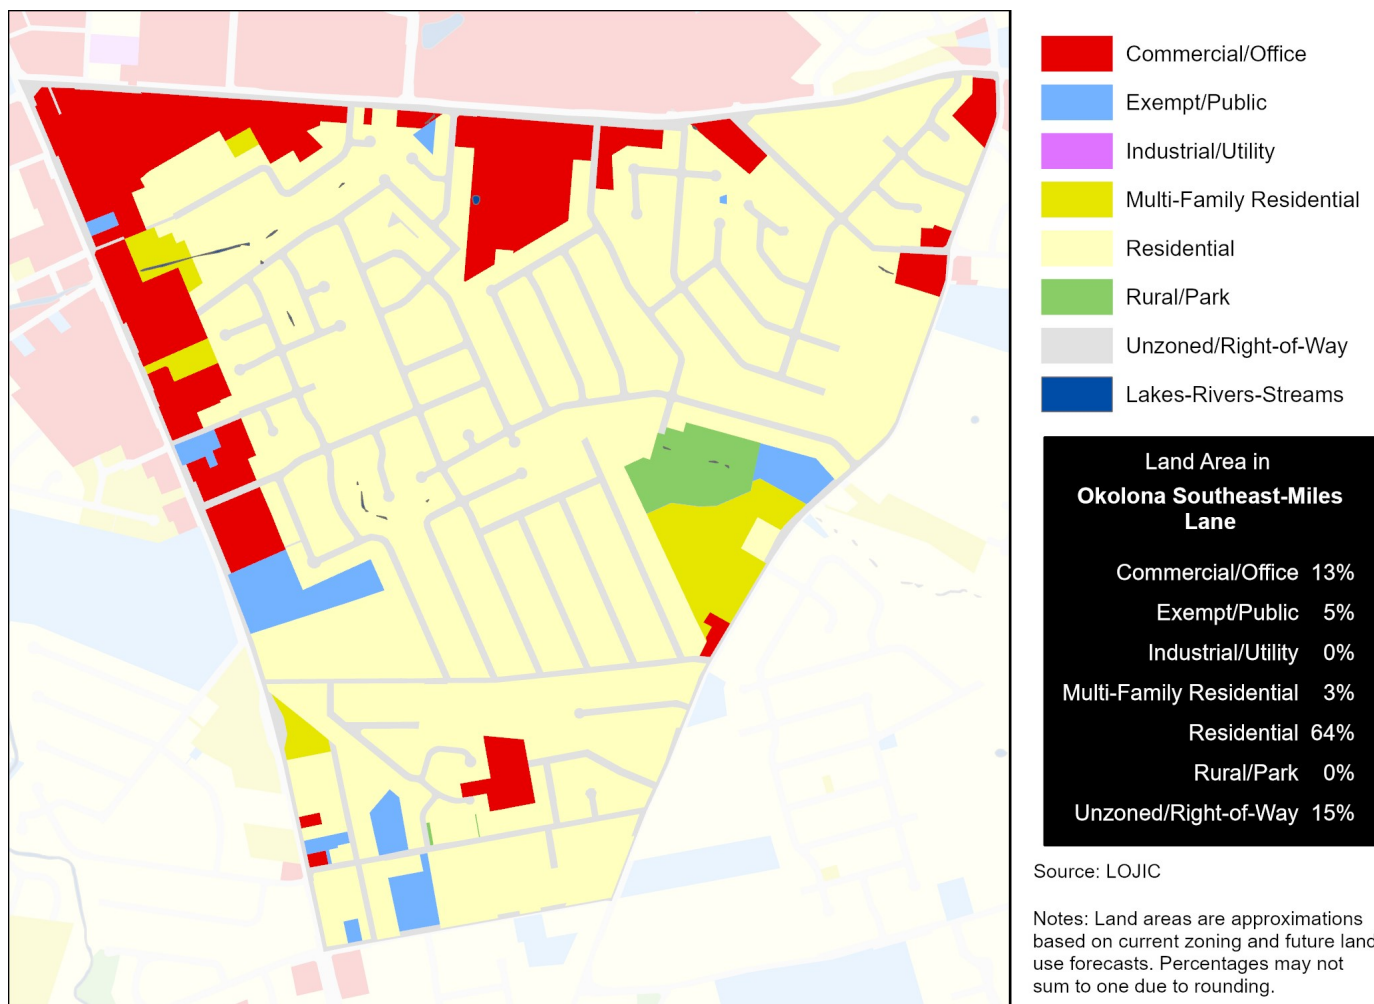 Commercial/Office
Exempt/Public
Industrial/Utility
Multi-Family Residential
Residential
Rural/Park
Unzoned/Right-of-Way
Lakes-Rivers-Streams
Land Area in
Okolona Southeast-Miles
Lane
Commercial/Office 13%
Exempt/Public 5%
Industrial/Utility 0%
Multi-Family Residential 3%
Residential 64%
Rural/Park 0%
Unzoned/Right-of-Way 15%
Source: LOJIC
Notes: Land areas are approximations
based on current zoning and future land
use forecasts. Percentages may not
sum to one due to rounding.